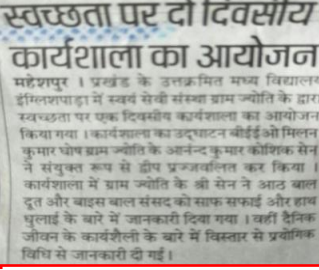 स्वच्छता पर दो दिवसीय
कार्यशाला का आयोजन
महेशपुर । प्रखंड के उत्क्रमित मध्य विद्यालय
इंग्लिशपाड़ा में स्वयं सेवी संस्था ग्राम ज्योति के द्वारा
स्वच्छता पर एक दिवसीय कार्यशाला का आयोजन
किया गया । कार्यशाला का उद्घाटन बीईईओ मिलन
कुमार घोष ग्राम ज्योति के आनंन्द कुमार कौशिक सेन
ने संयुक्त रूप से द्वीप प्रज्जवलित कर किया ।
कार्यशाला में ग्राम ज्योति के श्री सेन ने आठ बाल
दूत और बाइस बाल संसद को साफ सफाई और हाथ
धुलाई के बारे में जानकारी दिया गया । वहीं दैनिक
जीवन के कार्यशैली के बारे में विस्तार से प्रयोगिक
विधि से जानकारी दी गई।